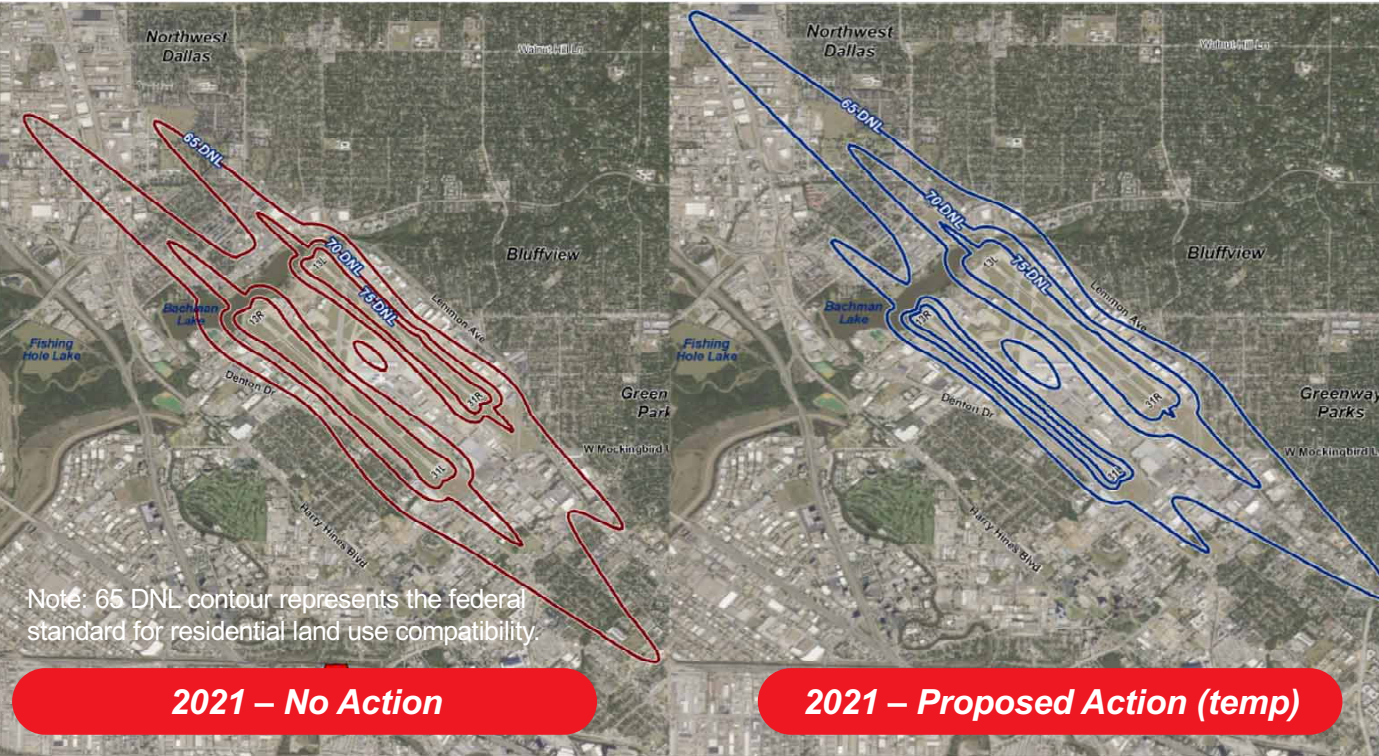 Northwest
Dallas
Walnut Hill Ln
65 DNL
70 DNL
75 DNL
13L
13R
31R
31L
Bluffview
Lemmon Ave
Bachman
Lake
Fishing
Hole Lake
Denton Dr
Green
Park
W Mockingbird
Harry Hines Blvd
Note: 65 DNL contour represents the federal
standard for residential land use compatibility.
2021 – No Action
Northwest
Dallas
Walnut Hill Ln
65 DNL
70 DNL
75 DNL
13L
13R
31R
31L
Bluffview
Lemmon Ave
Bachman
Lake
Fishing
Hole Lake
Denton Dr
Greenway
Parks
W Mockingbird L
Harry Hines Blvd
2021 – Proposed Action (temp)